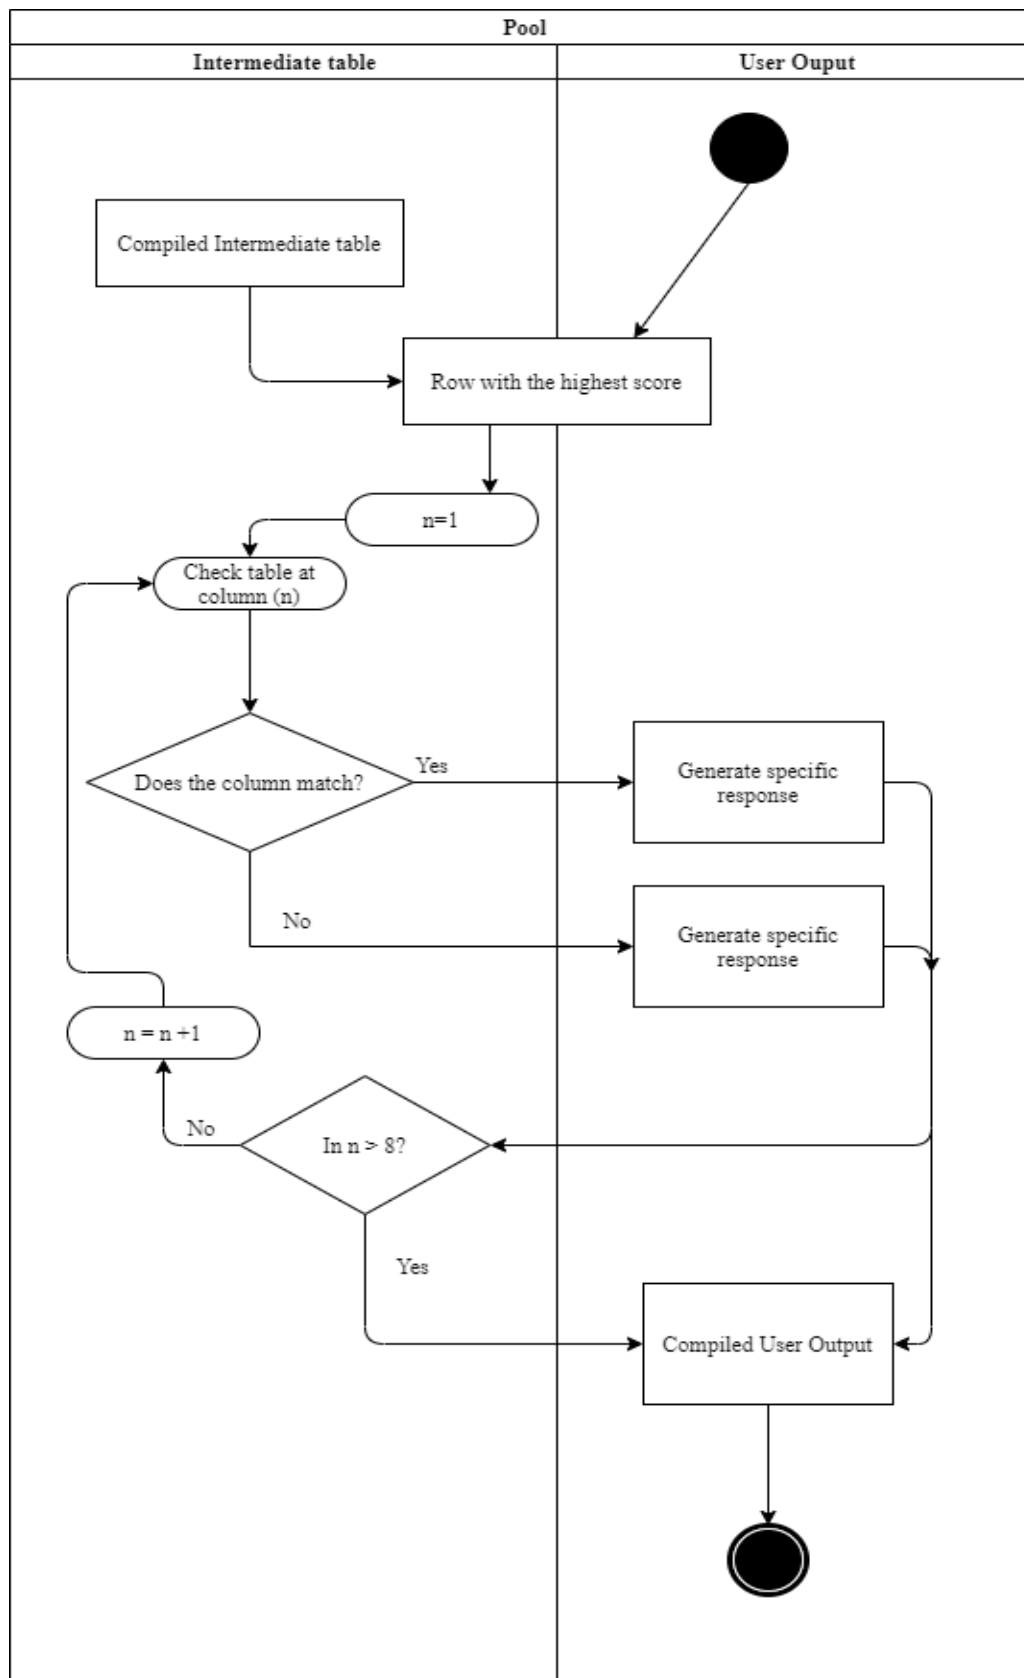 Pool
Intermediate table
User Ouput
Compiled Intermediate table
Row with the highest score
n=1
Check table at
column (n)
Does the column match?
Yes
Generate specific
response
No
Generate specific
response
n = n +1
No
In n > 8?
Yes
Compiled User Output